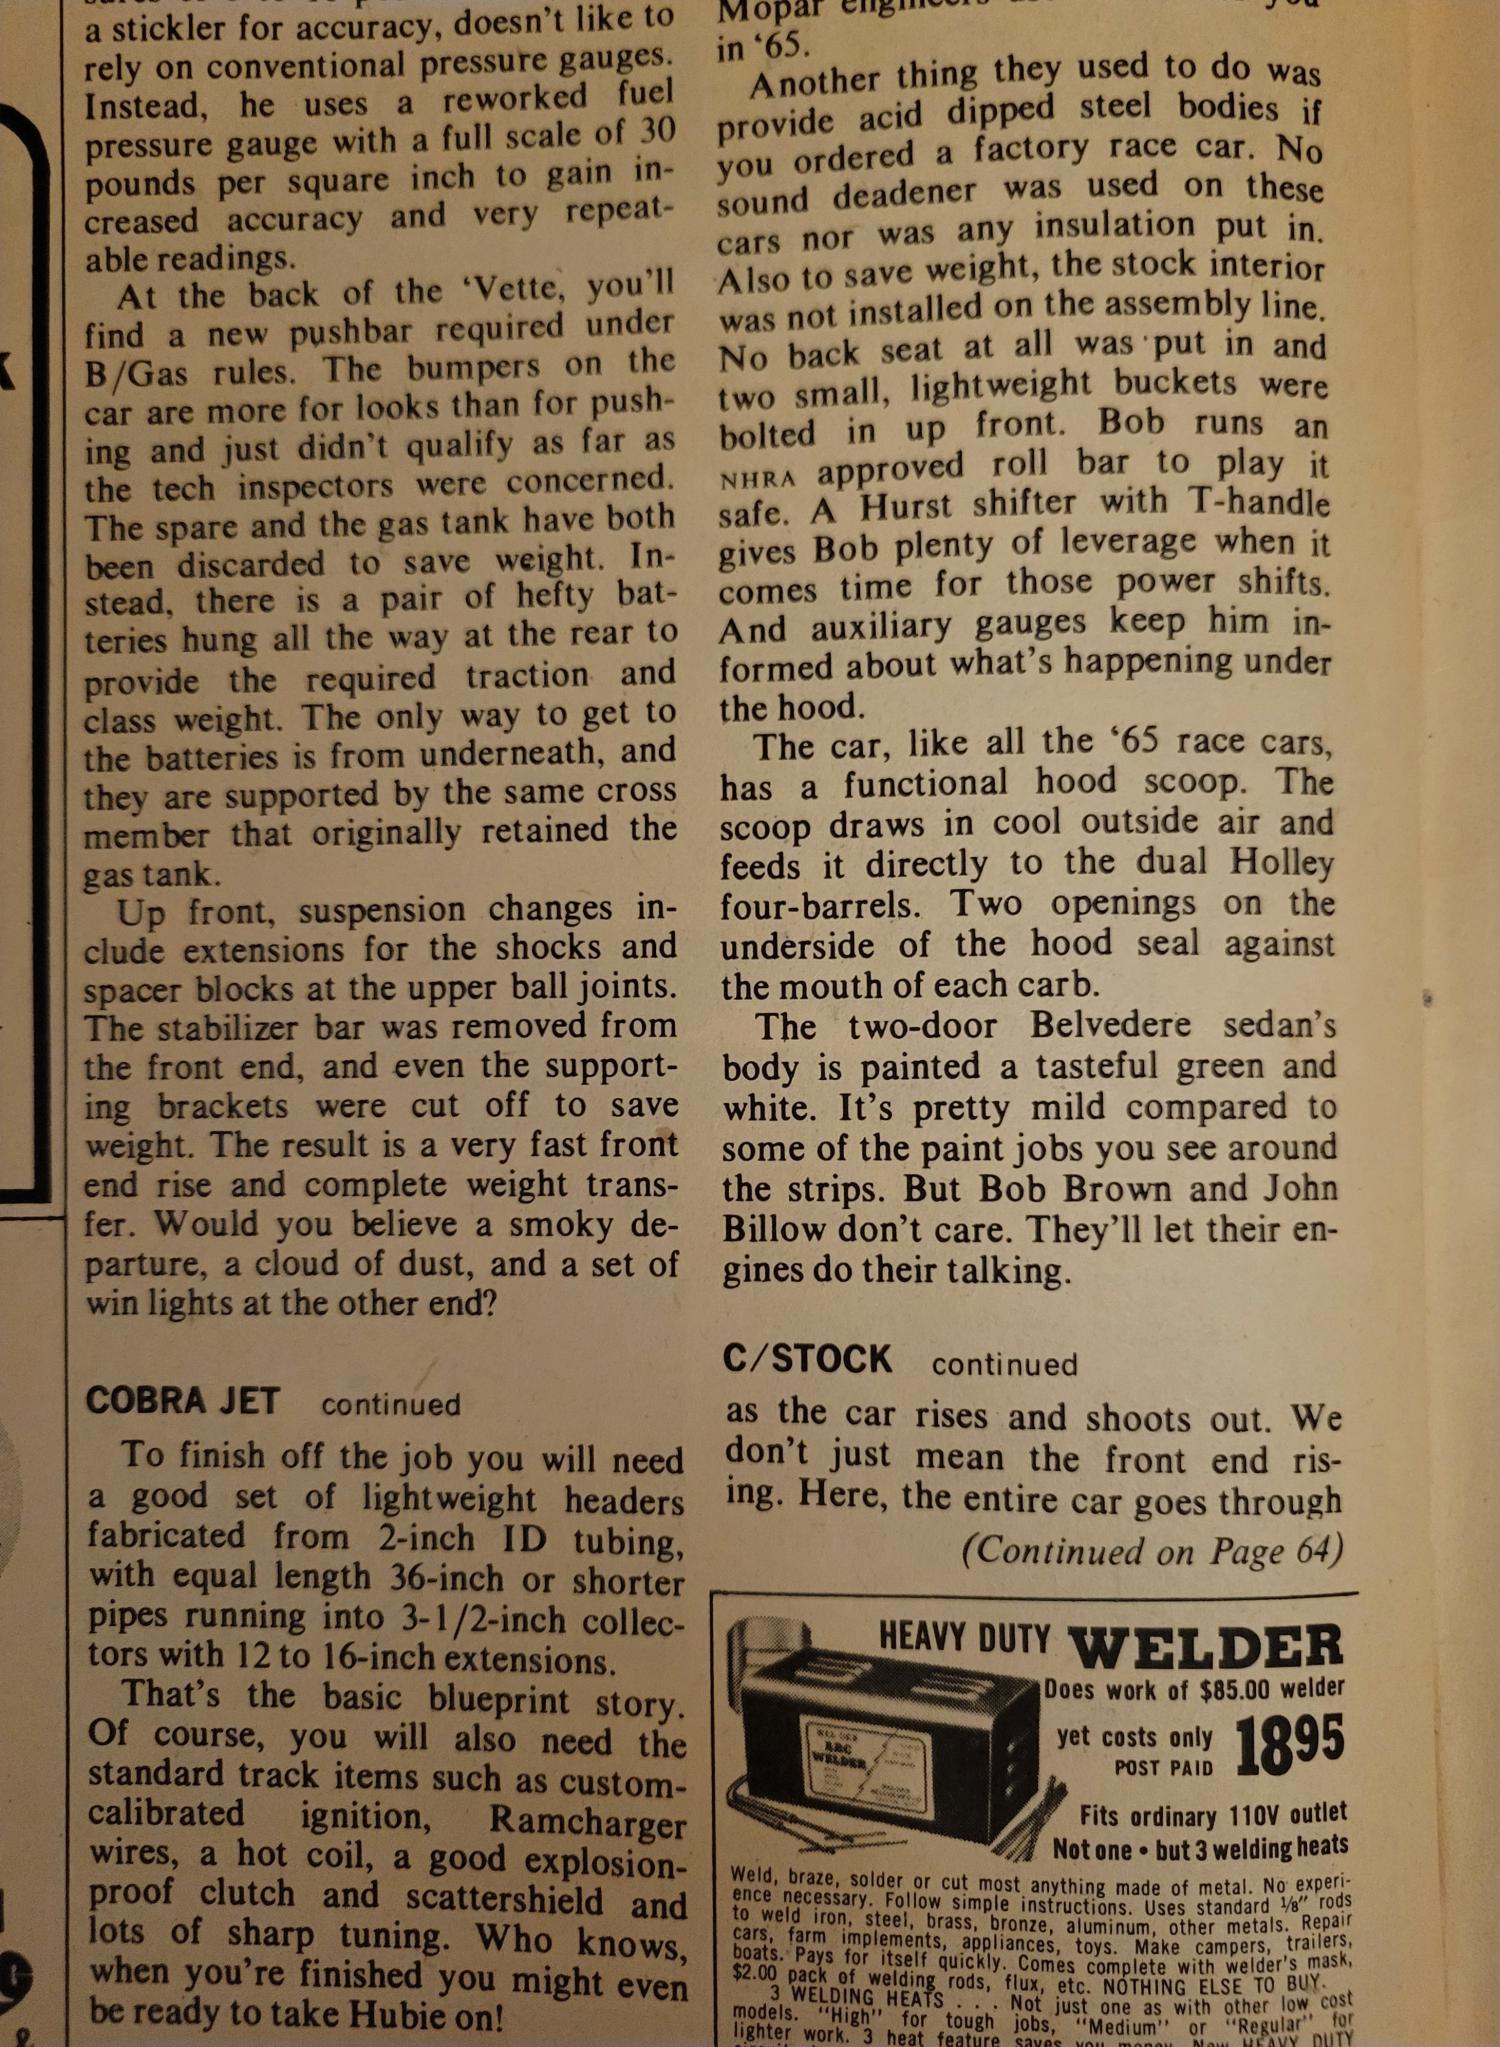 a stickler for accuracy, doesn't like to
rely on conventional pressure gauges.
Instead, he uses a reworked fuel
pressure gauge with a full scale of 30
pounds per square inch to gain in-
creased accuracy and very repeat-
able readings.
At the back of the ‘Vette, you'll
find a new pushbar required under
B/Gas rules. The bumpers on the
car are more for looks than for push-
ing and just didn't qualify as far as
the tech inspectors were concerned.
The spare and the gas tank have both
been discarded to save weight. In-
stead, there is a pair of hefty bat-
teries hung all the way at the rear to
provide the required traction and
class weight. The only way to get to
the batteries is from underneath, and
they are supported by the same cross
member that originally retained the
gas tank.
Up front, suspension changes in-
clude extensions for the shocks and
spacer blocks at the upper ball joints.
The stabilizer bar was removed from
the front end, and even the support-
ing brackets were cut off to save
weight. The result is a very fast front
end rise and complete weight trans-
fer. Would you believe a smoky de-
parture, a cloud of dust, and a set of
win lights at the other end?
COBRA JET continued
To finish off the job you will need
a good set of lightweight headers
fabricated from 2-inch ID tubing,
with equal length 36-inch or shorter
pipes running into 3-1/2-inch collec-
tors with 12 to 16-inch extensions.
That's the basic blueprint story.
Of course, you will also need the
standard track items such as custom-
calibrated ignition, Ramcharger
wires, a hot coil, a good explosion-
proof clutch and scattershield and
lots of sharp tuning. Who knows,
when you're finished you might even
be ready to take Hubie on!
Mopar
in ‘65.
Another thing they used to do was
provide acid dipped steel bodies if
you ordered a factory race car. No
sound deadener was used on these
cars nor was any insulation put in.
Also to save weight, the stock interior
was not installed on the assembly line.
No back seat at all was put in and
two small, lightweight buckets were
bolted in up front. Bob runs an
NHRA approved roll bar to play it
safe. A Hurst shifter with T-handle
gives Bob plenty of leverage when it
comes time for those power shifts.
And auxiliary gauges keep him in-
formed about what's happening under
the hood.
The car, like all the ‘65 race cars,
has a functional hood scoop. The
scoop draws in cool outside air and
feeds it directly to the dual Holley
four-barrels. Two openings on the
underside of the hood seal against
the mouth of each carb.
The two-door Belvedere sedan's
body is painted a tasteful green and
white. It's pretty mild compared to
some of the paint jobs you see around
the strips. But Bob Brown and John
Billow don't care. They'll let their en-
gines do their talking.
C/STOCK continued
as the car rises and shoots out. We
don't just mean the front end ris-
ing. Here, the entire car goes through
(Continued on Page 64)
HEAVY DUTY WELDER
Does work of $85.00 welder
yet costs only
POST PAID
1895
Fits ordinary 110V outlet
Not one • but 3 welding heats
ARC
WELDER
Weld, braze, solder or cut most anything made of metal. No experi-
ence necessary. Follow simple instructions. Uses standard ⅛" rods
to weld iron, steel, brass, bronze, aluminum, other metals. Repair
cars, farm implements, appliances, toys. Make campers, trailers,
boats. Pays for itself quickly. Comes complete with welder's mask,
$2.00 pack of welding rods, flux, etc. NOTHING ELSE TO BUY.
3 WELDING HEATS . . . Not just one as with other low cost
models. "High" for tough jobs, "Medium" or "Regular" for
lighter work. 3 heat feature saves you money. New HEAVY DUTY